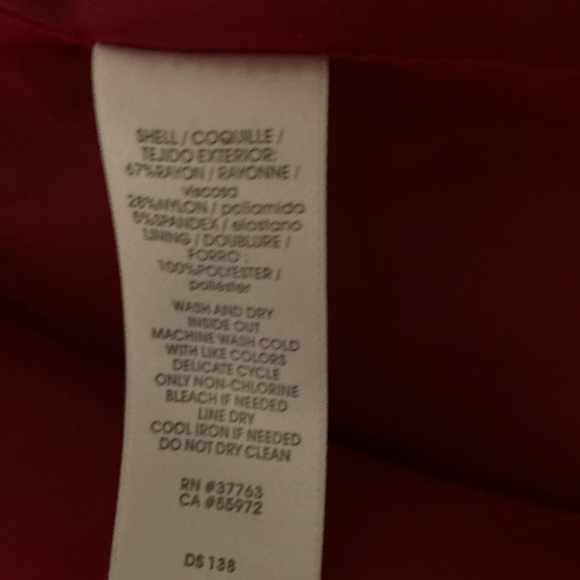 SHELL / COQUILLE /
TEJIDO EXTERIOR:
67%RAYON / RAYONNE /
viscosa
28%NYLON / poliamida
5%SPANDEX / elastano
LINING / DOUBLURE /
FORRO :
100%POLYESTER /
poliéster
WASH AND DRY
INSIDE OUT
MACHINE WASH COLD
WITH LIKE COLORS
DELICATE CYCLE
ONLY NON-CHLORINE
BLEACH IF NEEDED
LINE DRY
COOL IRON IF NEEDED
DO NOT DRY CLEAN
RN #37763
CA #55972
DS 138